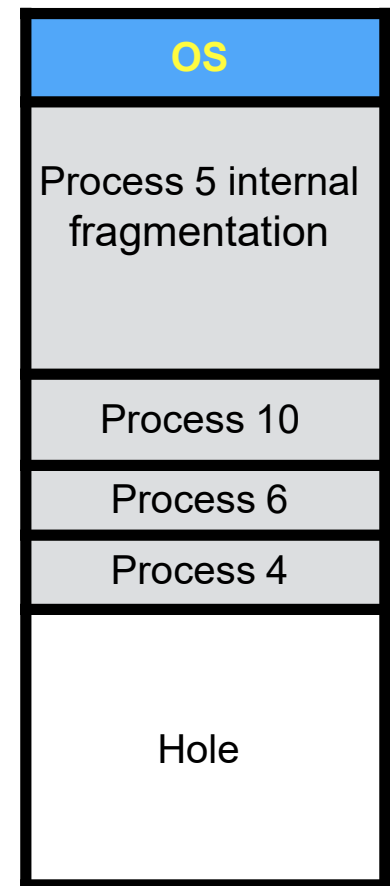 OS
Process 5 internal
fragmentation
Process 10
Process 6
Process 4
Hole